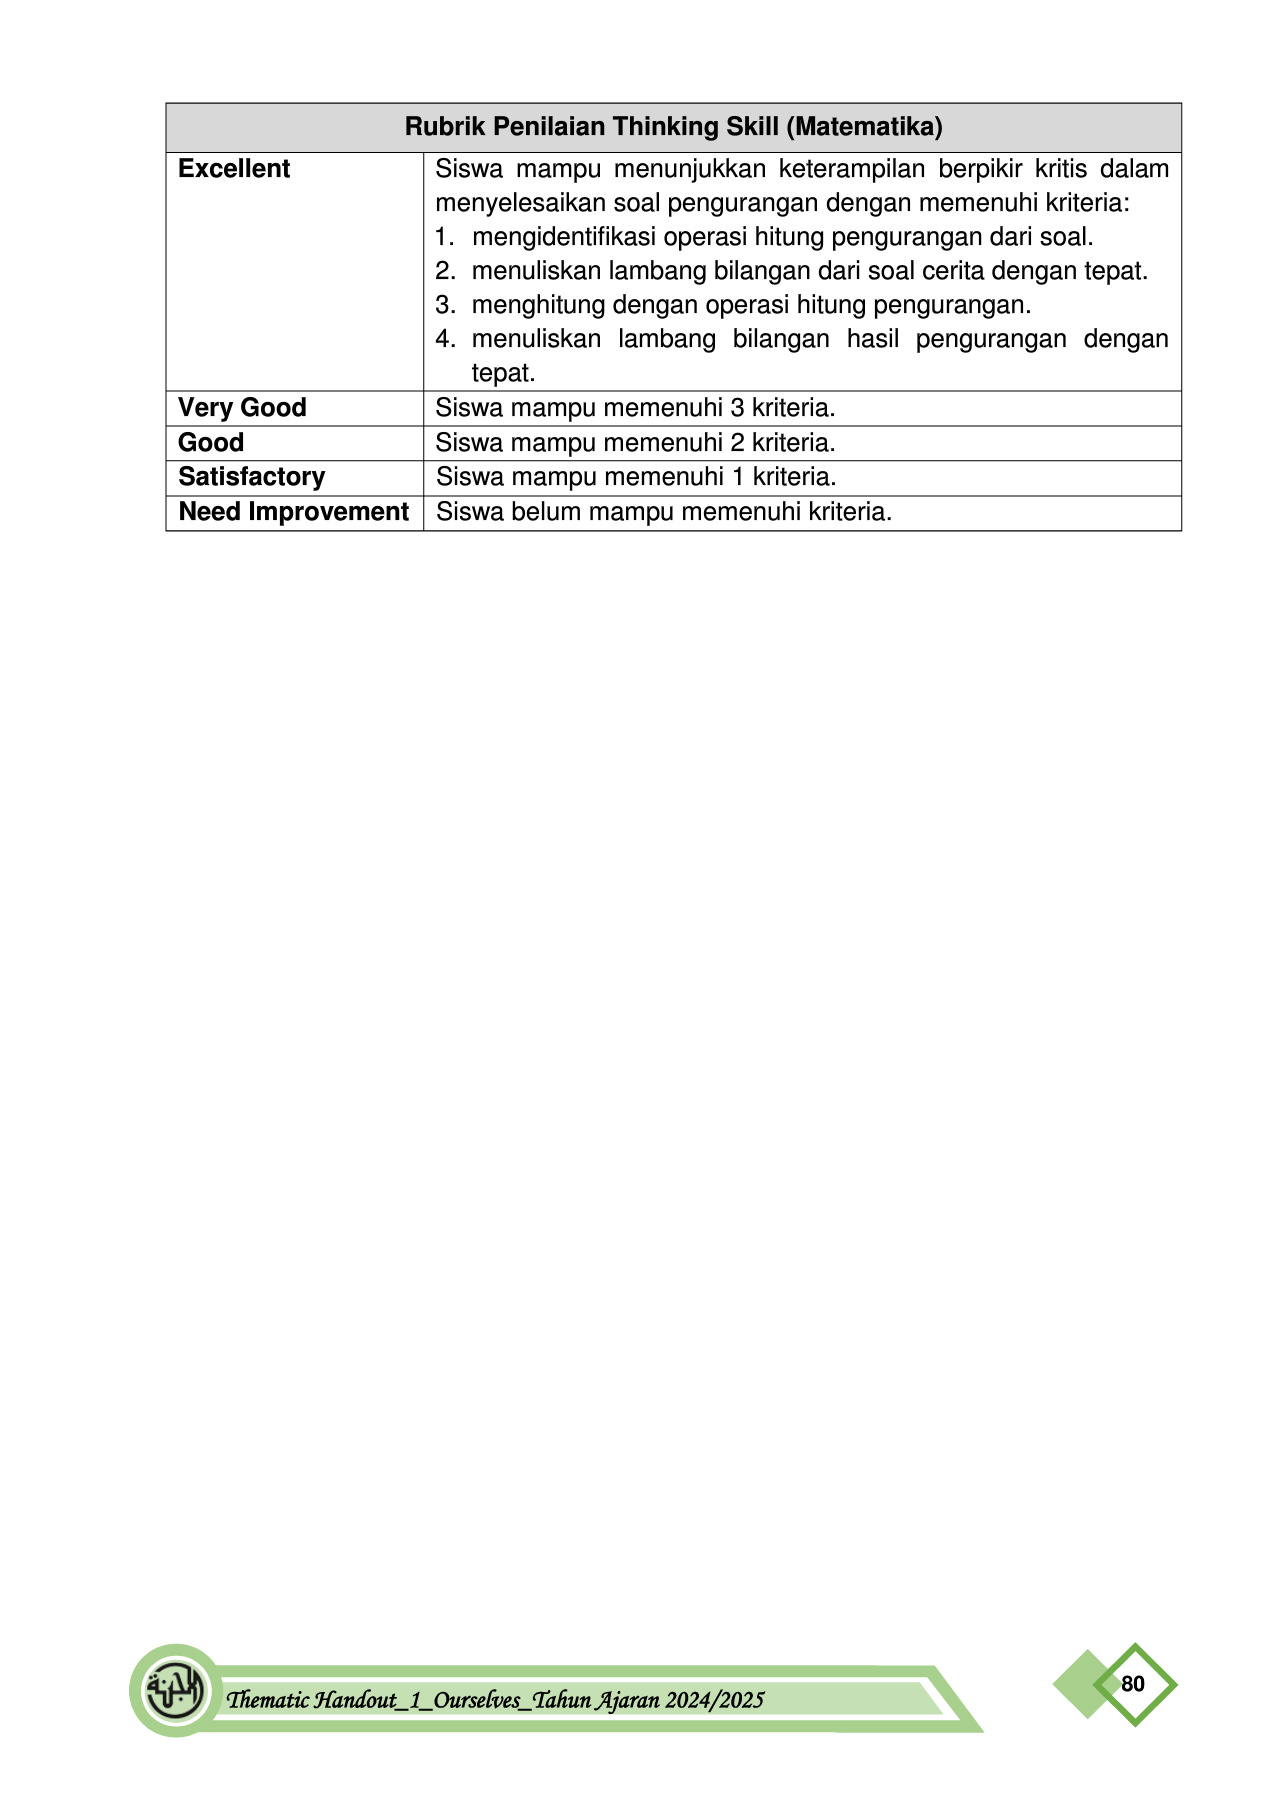 Rubrik Penilaian Thinking Skill (Matematika)
Excellent
Siswa mampu menunjukkan keterampilan berpikir kritis dalam
menyelesaikan soal pengurangan dengan memenuhi kriteria:
1. mengidentifikasi operasi hitung pengurangan dari soal.
2. menuliskan lambang bilangan dari soal cerita dengan tepat.
3. menghitung dengan operasi hitung pengurangan.
4. menuliskan lambang bilangan hasil pengurangan dengan
tepat.
Very Good Siswa mampu memenuhi 3 kriteria.
Good Siswa mampu memenuhi 2 kriteria.
Satisfactory Siswa mampu memenuhi 1 kriteria.
Need Improvement Siswa belum mampu memenuhi kriteria.
Thematic Handout_1_Ourselves_Tahun Ajaran 2024/2025
80